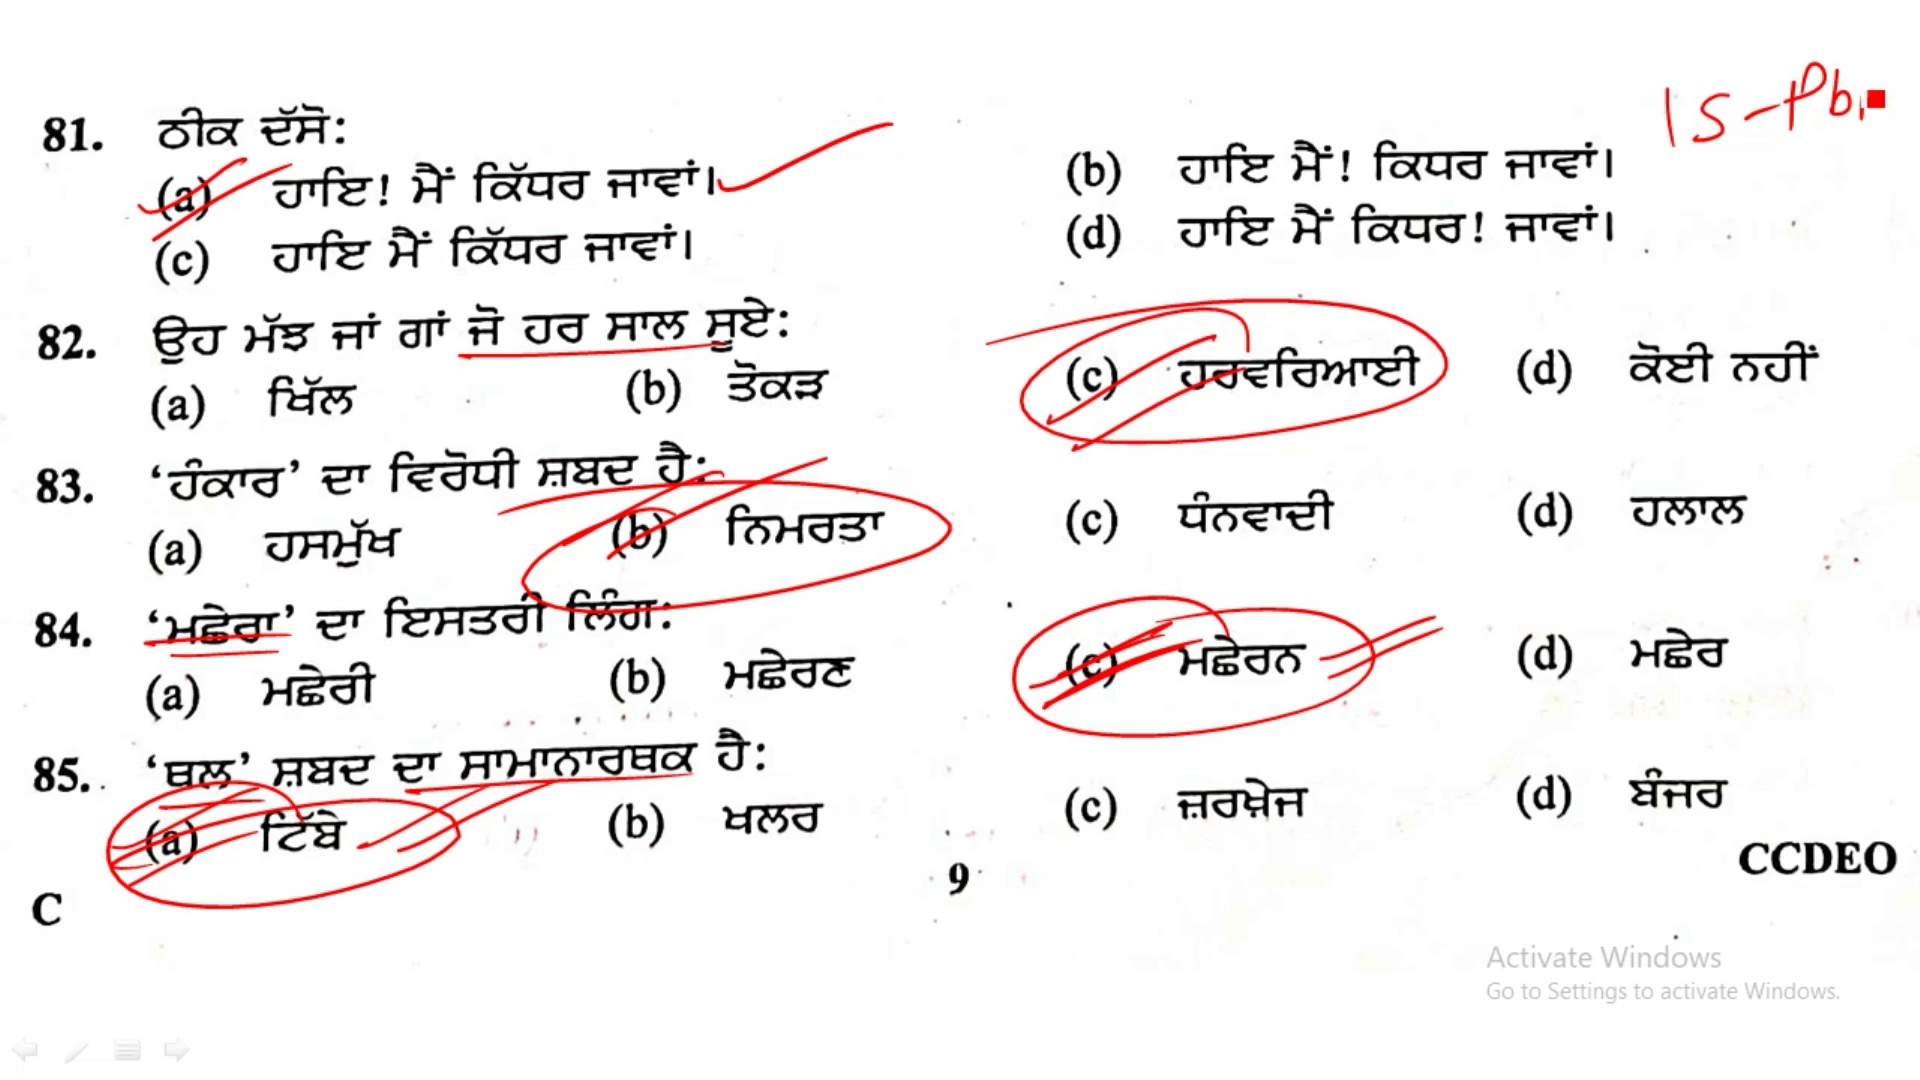 15-Pb.
81. ਠੀਕ ਦੱਸੋ:
(a) ਹਾਇ! ਮੈਂ ਕਿੱਧਰ ਜਾਵਾਂ। (b) ਹਾਇ ਮੈਂ! ਕਿਧਰ ਜਾਵਾਂ।
(c) ਹਾਇ ਮੈਂ ਕਿੱਧਰ ਜਾਵਾਂ। (d) ਹਾਇ ਮੈਂ ਕਿਧਰ! ਜਾਵਾਂ।
82. ਉਹ ਮੱਝ ਜਾਂ ਗਾਂ ਜੋ ਹਰ ਸਾਲ ਸੂਏ:
(a) ਖਿੱਲ (b) ਤੋਕੜ (c) ਹਰਵਰਿਆਈ (d) ਕੋਈ ਨਹੀਂ
83. ‘ਹੰਕਾਰ’ ਦਾ ਵਿਰੋਧੀ ਸ਼ਬਦ ਹੈ:
(a) ਹਸਮੁੱਖ (b) ਨਿਮਰਤਾ (c) ਧੰਨਵਾਦੀ (d) ਹਲਾਲ
84. ‘ਮਛੇਰਾ’ ਦਾ ਇਸਤਰੀ ਲਿੰਗ:
(a) ਮਛੇਰੀ (b) ਮਛੇਰਣ (c) ਮਛੇਰਨ (d) ਮਛੇਰ
85. ‘ਥਲ’ ਸ਼ਬਦ ਦਾ ਸਾਮਾਨਾਰਥਕ ਹੈ:
(a) ਟਿੱਬੇ (b) ਖਲਰ (c) ਜ਼ਰਖ਼ੇਜ (d) ਬੰਜਰ
CCDEO
C 9
Activate Windows
Go to Settings to activate Windows.